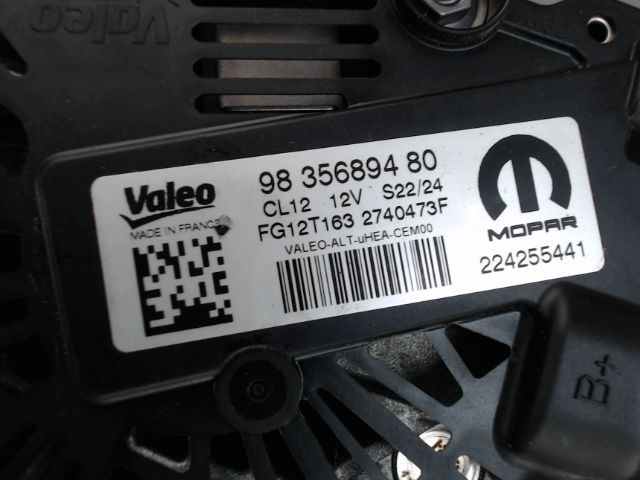 Valeo
Valeo
MADE IN FRANCE
98 356894 80
CL12 12V S22/24
FG12T163 2740473F
VALEO-ALT-uHEA-CEM00
MOPAR
224255441
B+